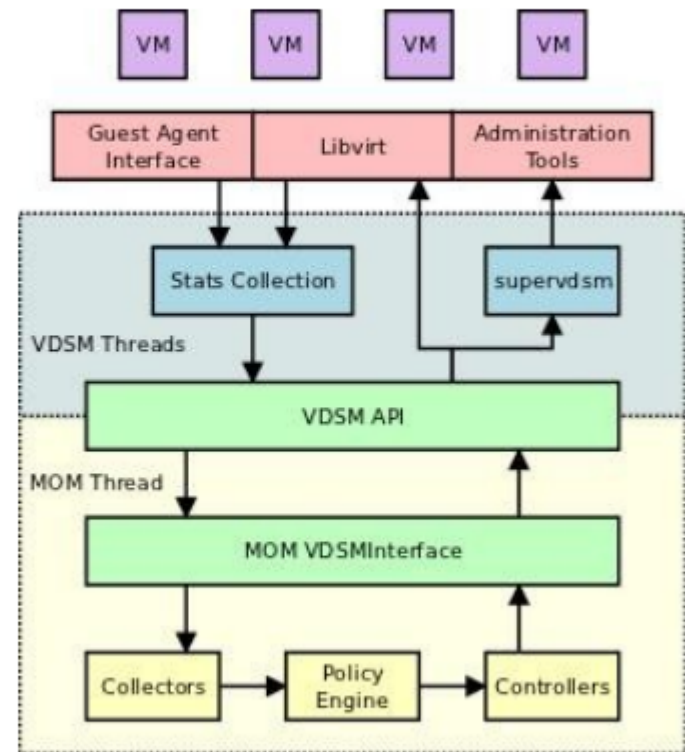 VM
VM
VM
VM
Guest Agent
Interface
Libvirt
Administration
Tools
Stats Collection
supervdsm
VDSM Threads
VDSM API
MOM Thread
MOM VDSMInterface
Collectors
Policy
Engine
Controllers